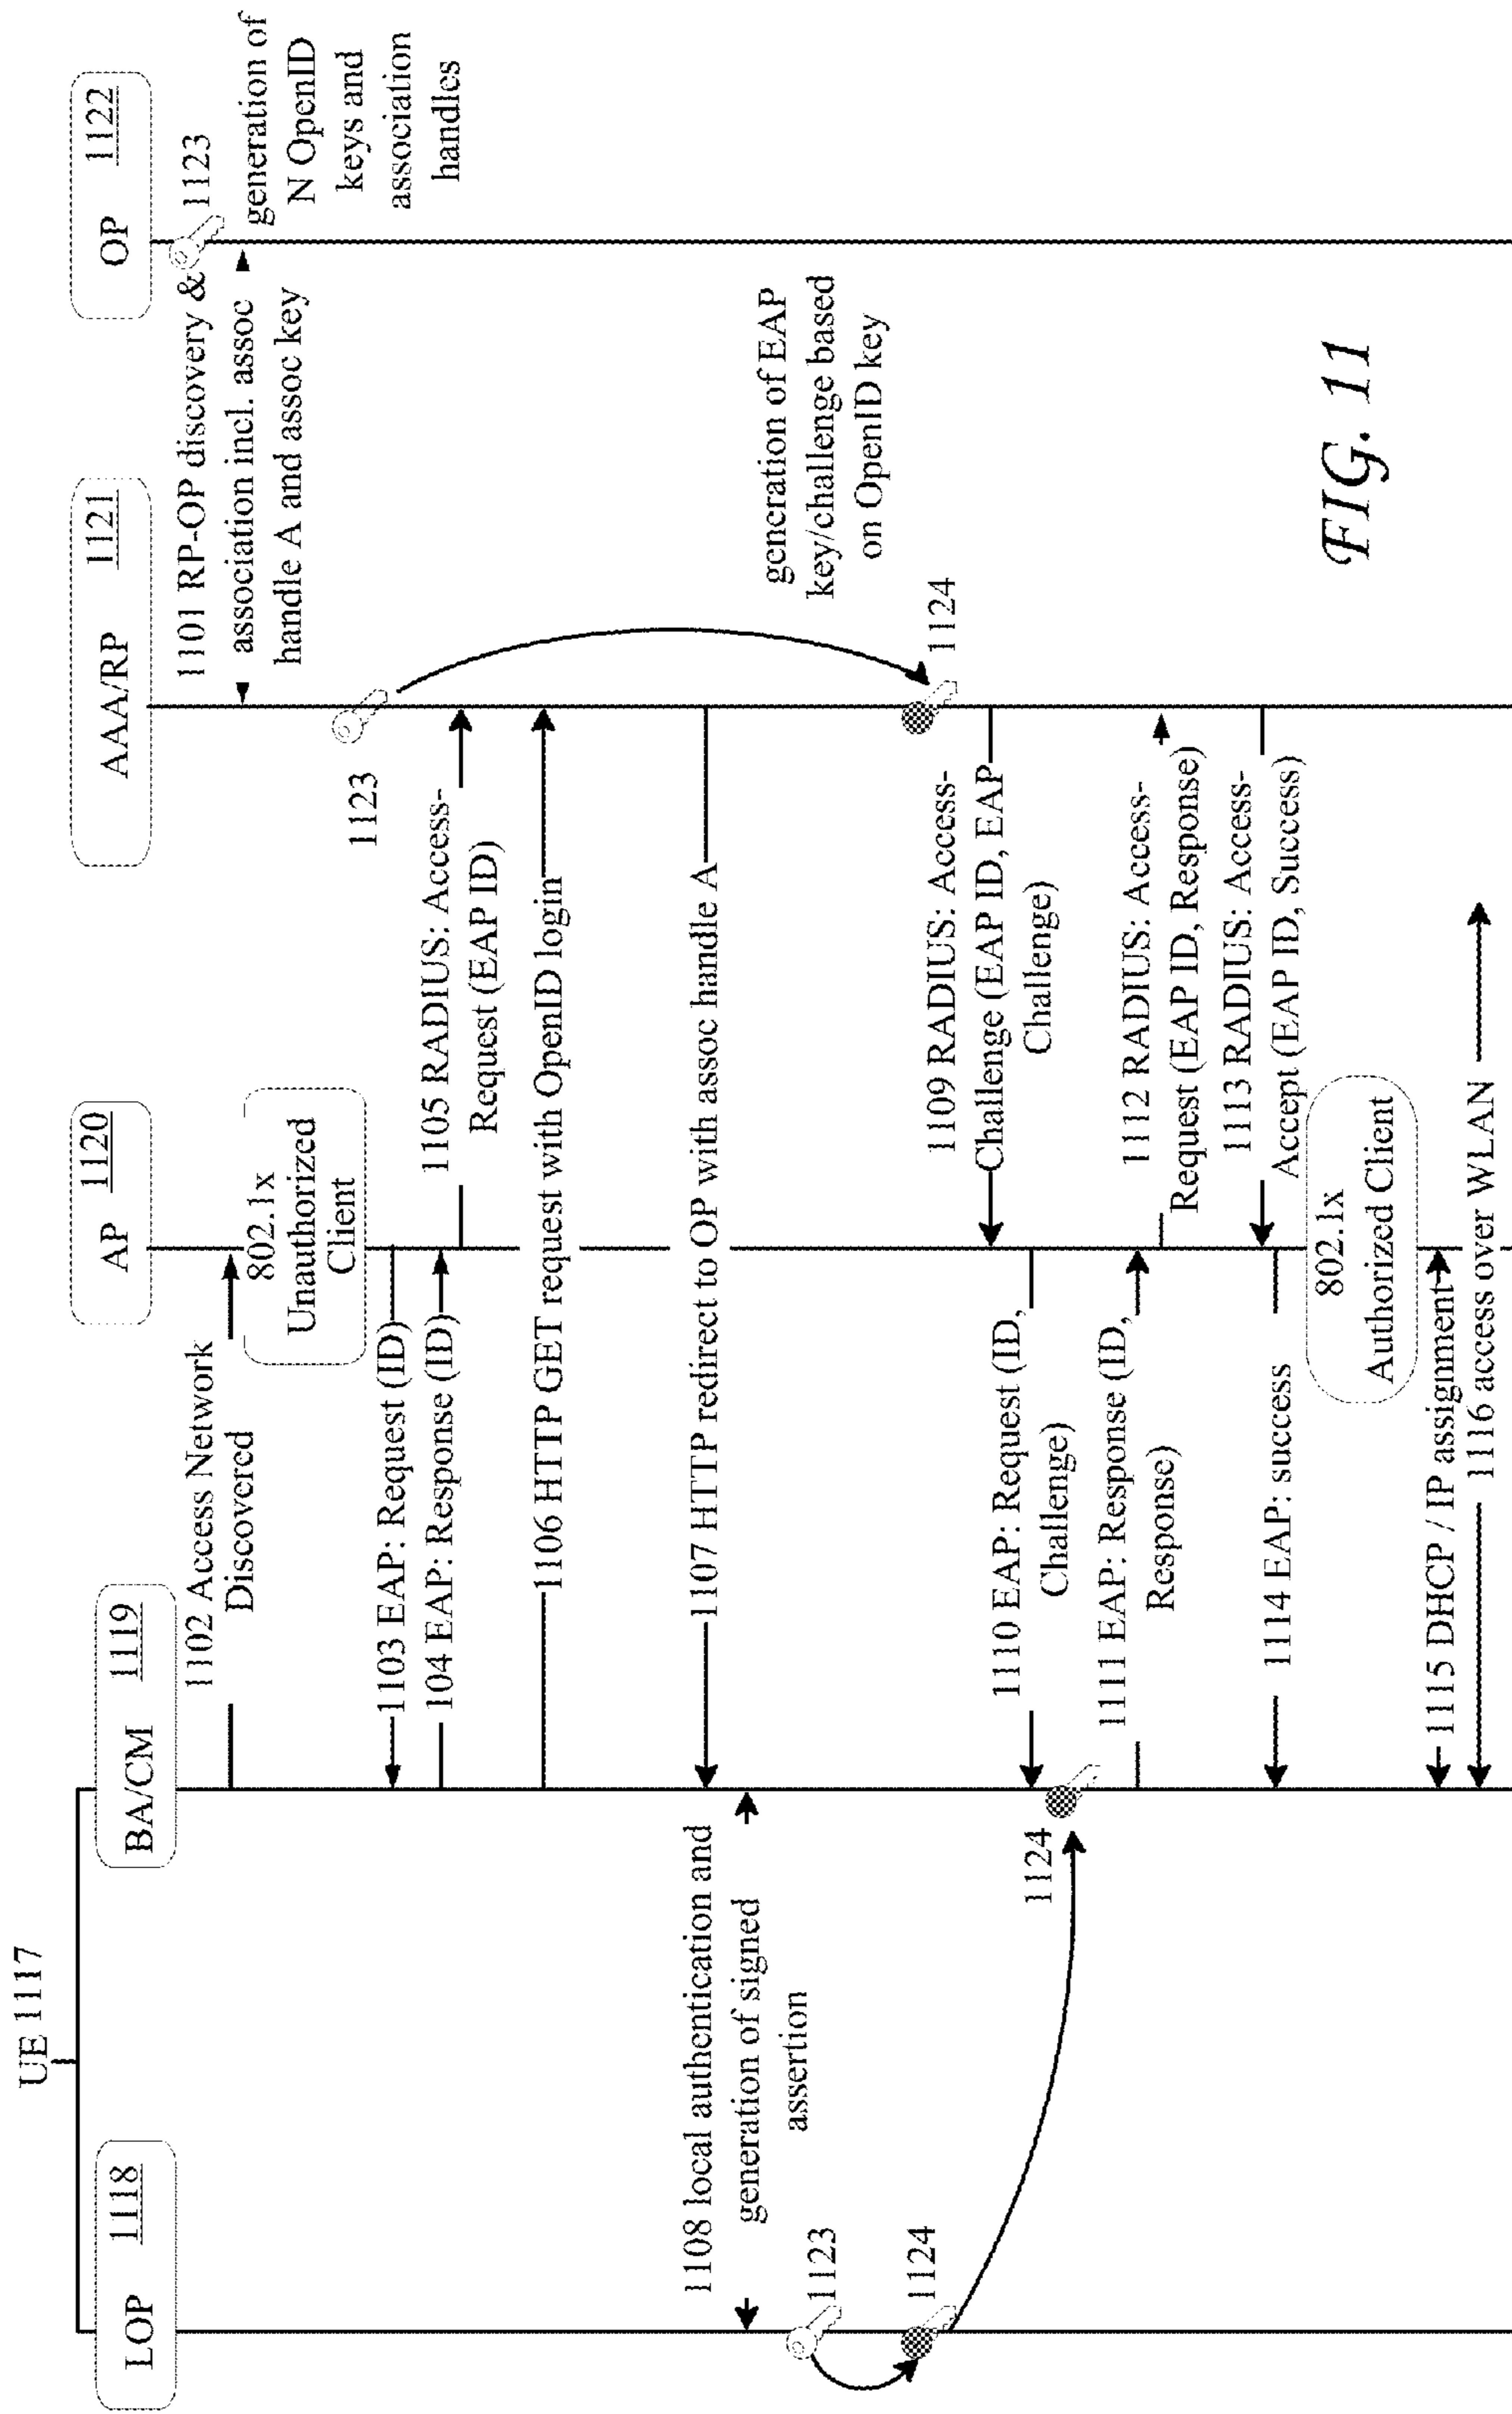 UE 1117
LOP 1118
BA/CM 1119
AP 1120
AAA/RP 1121
OP 1122
1123
generation of
N OpenID
keys and
association
handles
1101 RP-OP discovery &
association incl. assoc
handle A and assoc key
1102 Access Network
Discovered
802.1x
Unauthorized
Client
1123
1103 EAP: Request (ID)
104 EAP: Response (ID)
1105 RADIUS: Access-
Request (EAP ID)
1106 HTTP GET request with OpenID login
1107 HTTP redirect to OP with assoc handle A
1108 local authentication and
generation of signed
assertion
1123
1124
generation of EAP
key/challenge based
on OpenID key
1124
1109 RADIUS: Access-
Challenge (EAP ID, EAP
Challenge)
1110 EAP: Request (ID,
Challenge)
1124
1111 EAP: Response (ID,
Response)
1112 RADIUS: Access-
Request (EAP ID, Response)
1113 RADIUS: Access-
Accept (EAP ID, Success)
1114 EAP: success
802.1x
Authorized Client
1115 DHCP / IP assignment
1116 access over WLAN
FIG. 11